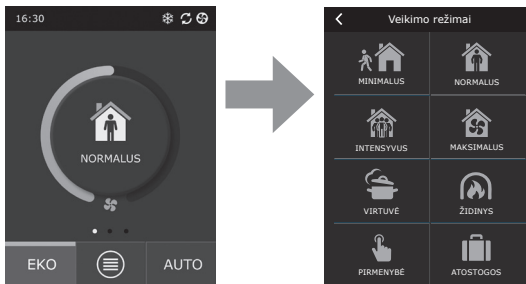 16:30
NORMALUS
EKO
AUTO
Veikimo režimai
MINIMALUS
NORMALUS
INTENSYVUS
MAKSIMALUS
VIRTUVĖ
ŽIDINYS
PIRMENYBĖ
ATOSTOGOS